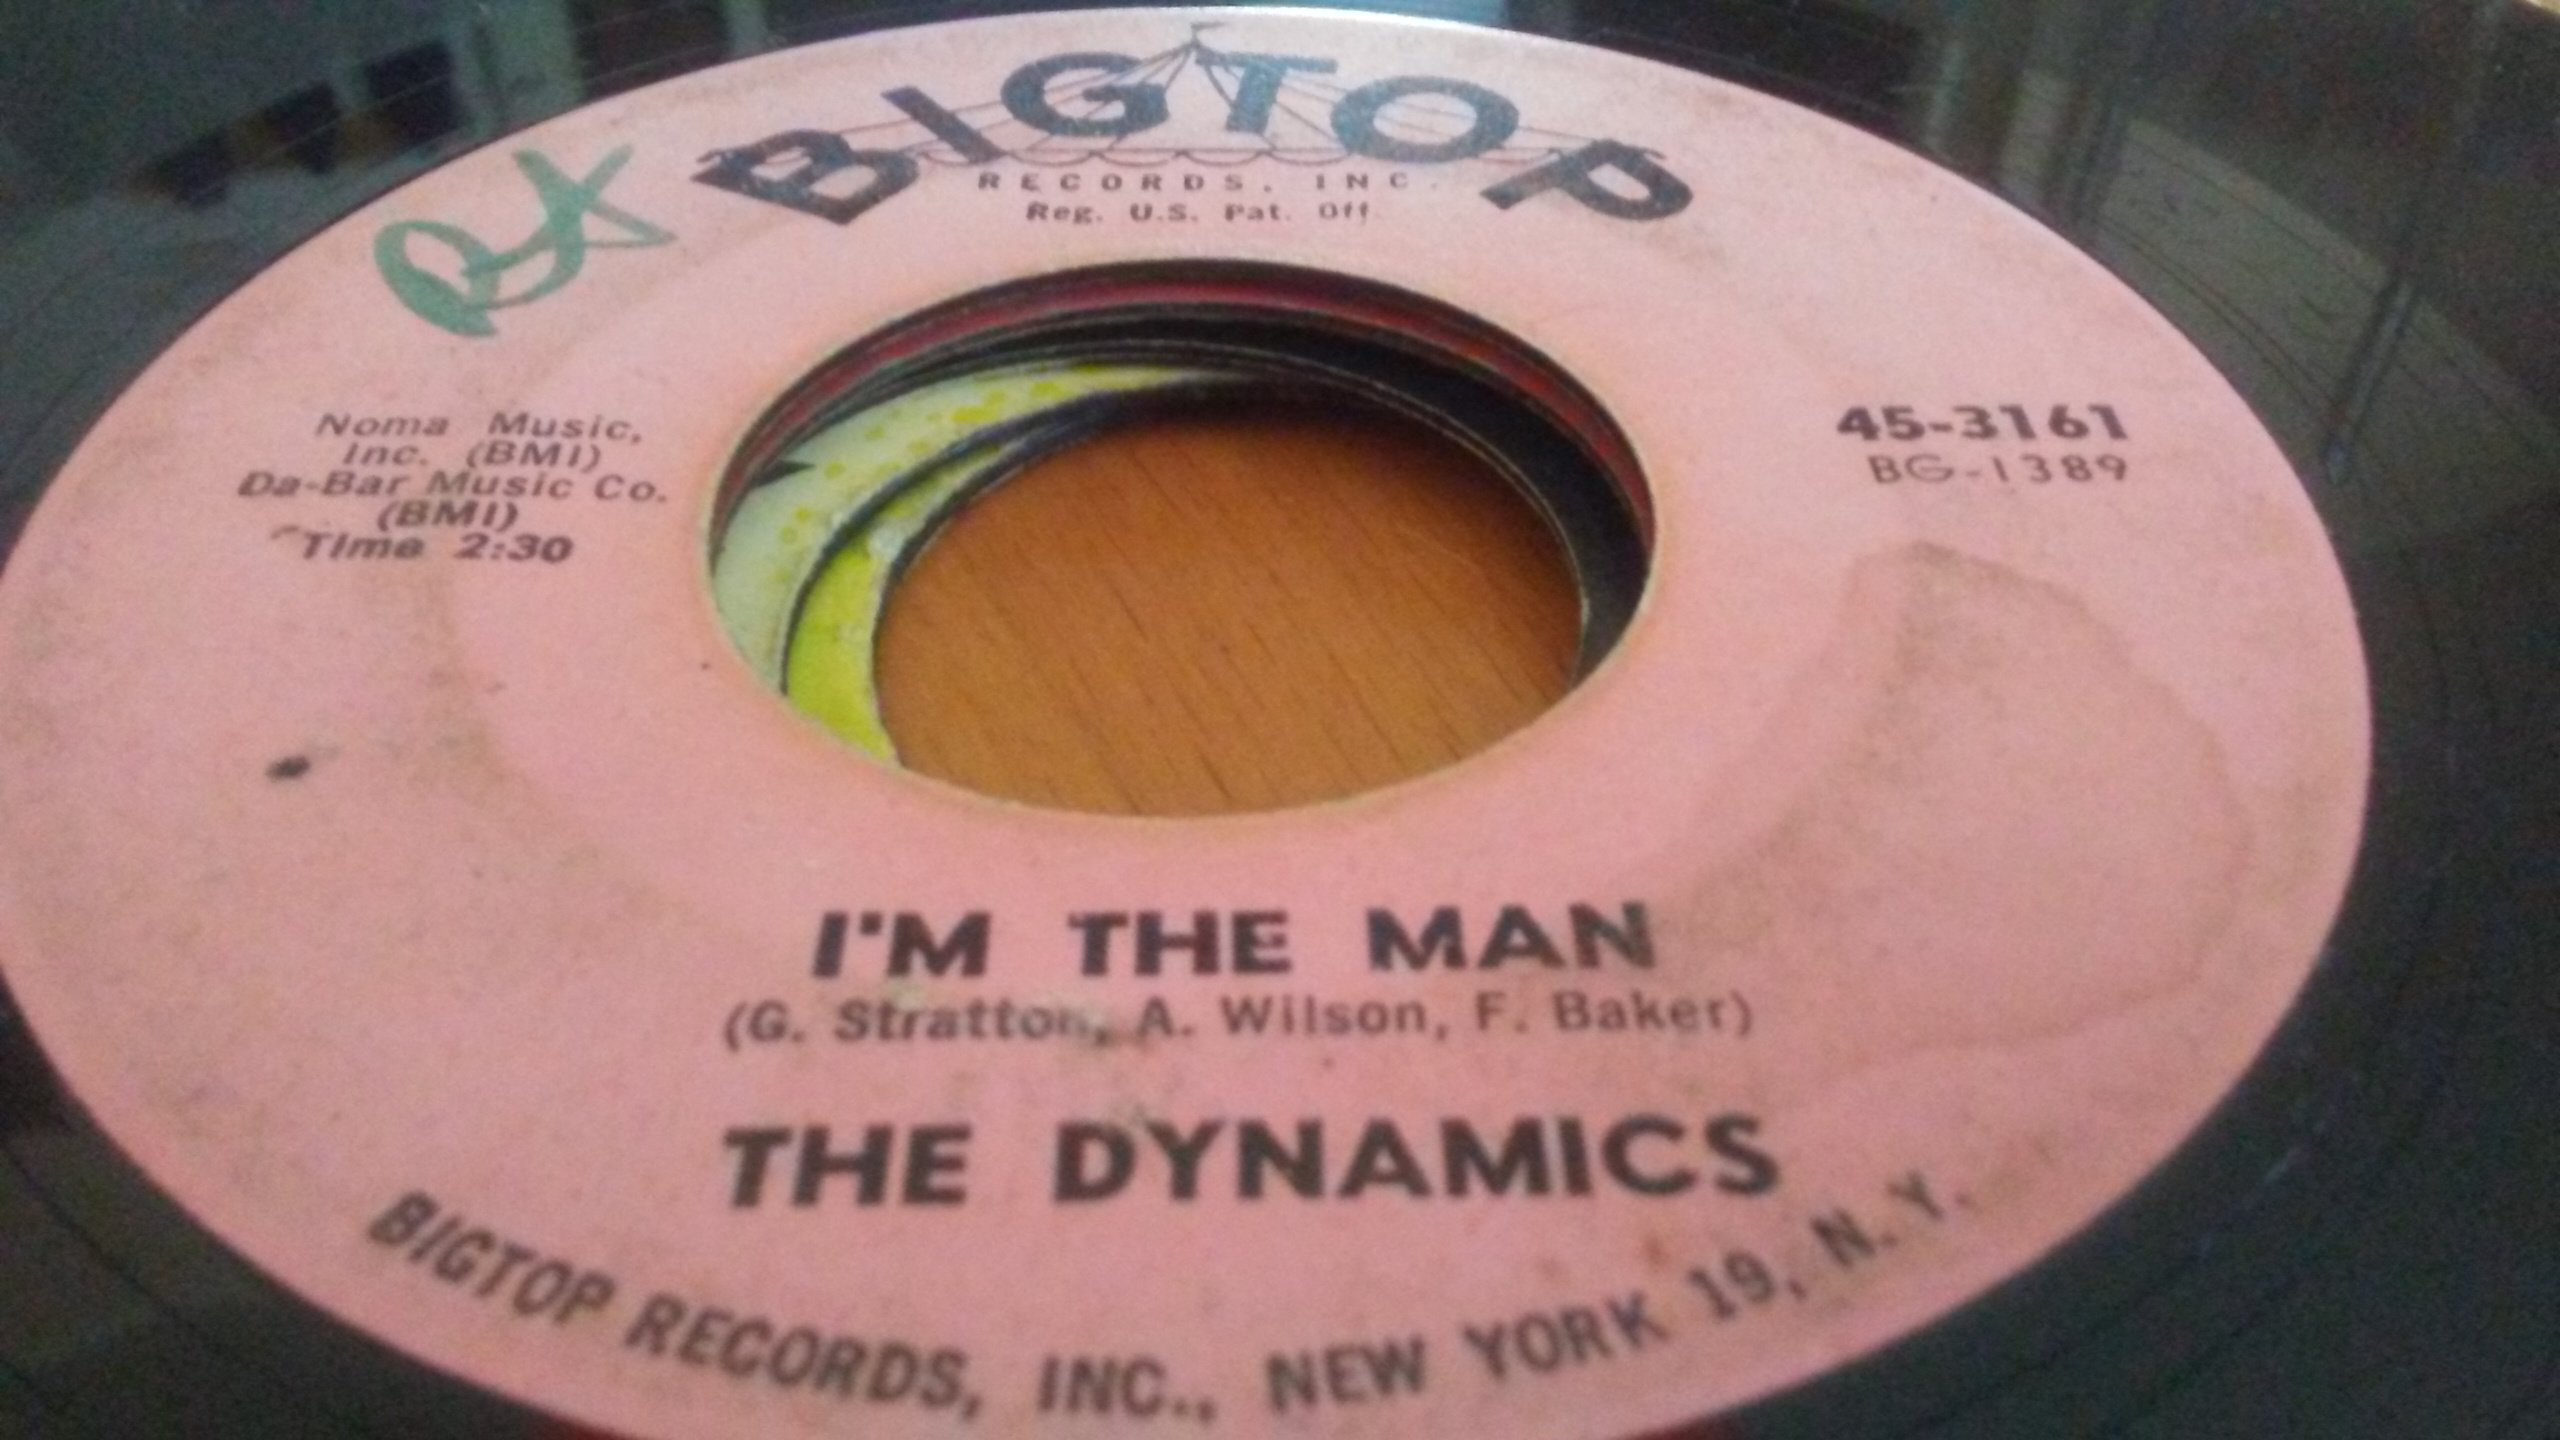 BIGTOP
RECORDS, INC.
Reg. U.S. Pat. Off.
Noma Music,
Inc. (BMI)
Da-Bar Music Co.
(BMI)
Time 2:30
45-3161
BG-1389
I'M THE MAN
(G. Stratton, A. Wilson, F. Baker)
THE DYNAMICS
BIGTOP RECORDS, INC., NEW YORK 19, N.Y.